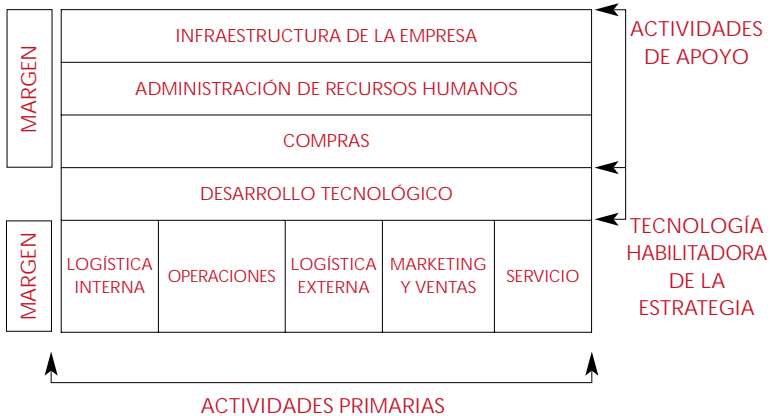 MARGEN
INFRAESTRUCTURA DE LA EMPRESA
ADMINISTRACIÓN DE RECURSOS HUMANOS
COMPRAS
DESARROLLO TECNOLÓGICO
ACTIVIDADES
DE APOYO
MARGEN
LOGÍSTICA
INTERNA
OPERACIONES
LOGÍSTICA
EXTERNA
MARKETING
Y VENTAS
SERVICIO
TECNOLOGÍA
HABILITADORA
DE LA
ESTRATEGIA
ACTIVIDADES PRIMARIAS